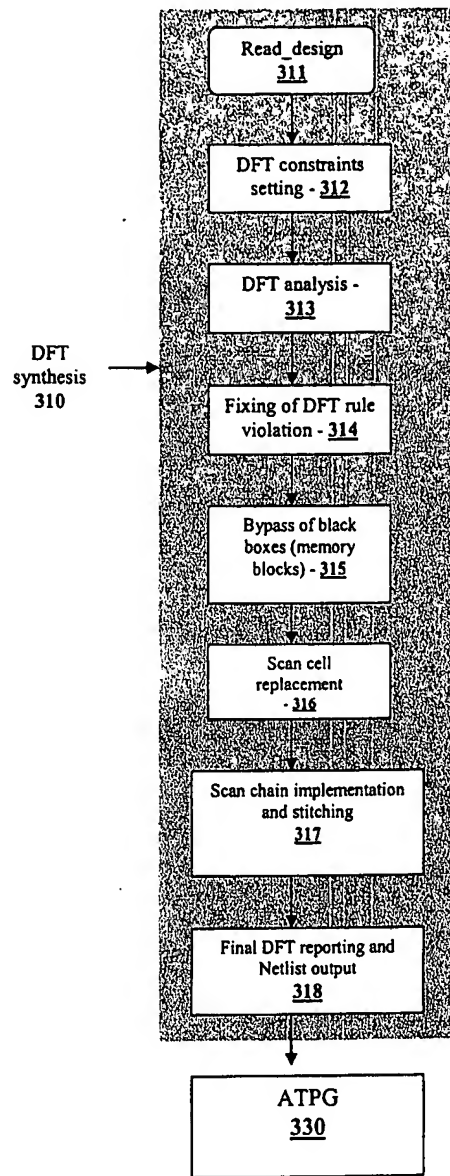 Read_design
311
DFT constraints
setting - 312
DFT analysis -
313
DFT
synthesis
310
Fixing of DFT rule
violation - 314
Bypass of black
boxes (memory
blocks) - 315
Scan cell
replacement
- 316
Scan chain implementation
and stitching
317
Final DFT reporting and
Netlist output
318
ATPG
330